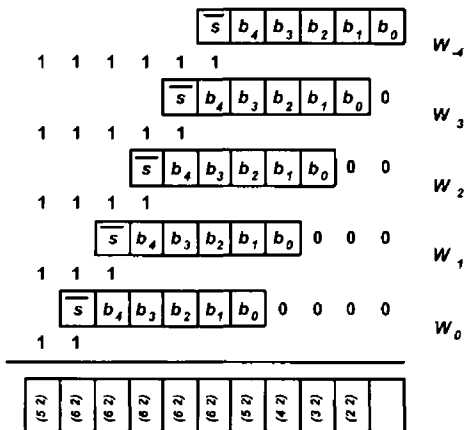 s̅ b₄ b₃ b₂ b₁ b₀
W₄
1 1 1 1 1 1
s̅ b₄ b₃ b₂ b₁ b₀ 0
W₃
1 1 1 1 1
s̅ b₄ b₃ b₂ b₁ b₀ 0 0
W₂
1 1 1 1
s̅ b₄ b₃ b₂ b₁ b₀ 0 0 0
W₁
1 1 1
s̅ b₄ b₃ b₂ b₁ b₀ 0 0 0 0
W₀
1 1
(5 2) (6 2) (6 2) (6 2) (6 2) (6 2) (5 2) (4 2) (3 2) (2 2)